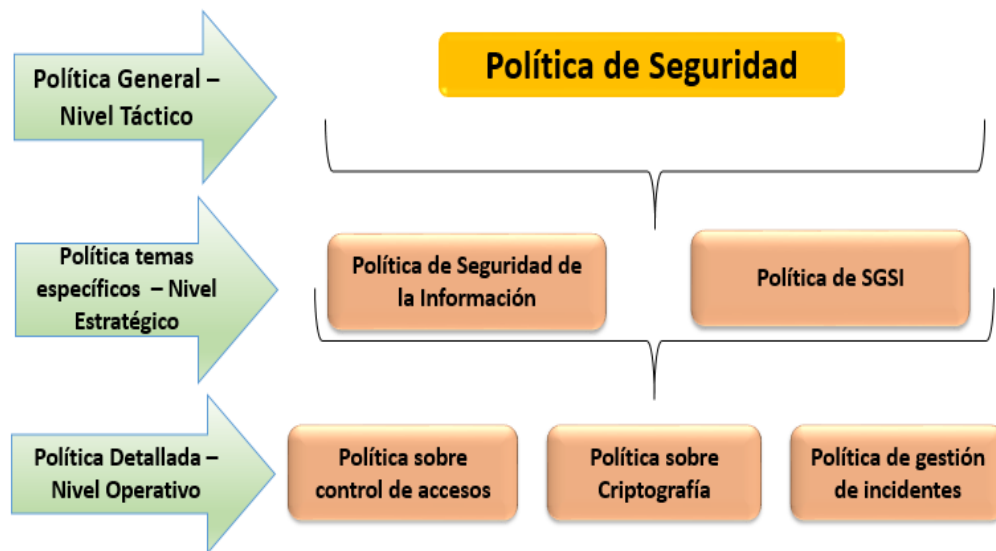 Política General –
Nivel Táctico
Política de Seguridad
Política temas
específicos – Nivel
Estratégico
Política de Seguridad de
la Información
Política de SGSI
Política Detallada –
Nivel Operativo
Política sobre
control de accesos
Política sobre
Criptografía
Política de gestión
de incidentes